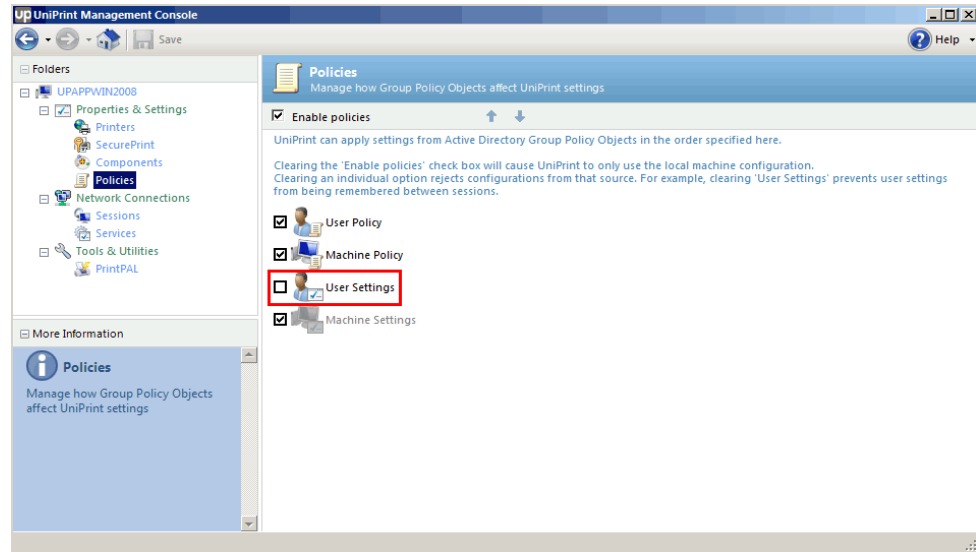 UP UniPrint Management Console
Save
Help
Folders
UPAPPWIN2008
Properties & Settings
Printers
SecurePrint
Components
Policies
Network Connections
Sessions
Services
Tools & Utilities
PrintPAL
More Information
Policies
Manage how Group Policy Objects
affect UniPrint settings
Policies
Manage how Group Policy Objects affect UniPrint settings
Enable policies
UniPrint can apply settings from Active Directory Group Policy Objects in the order specified here.
Clearing the 'Enable policies' check box will cause UniPrint to only use the local machine configuration.
Clearing an individual option rejects configurations from that source. For example, clearing 'User Settings' prevents user settings
from being remembered between sessions.
User Policy
Machine Policy
User Settings
Machine Settings